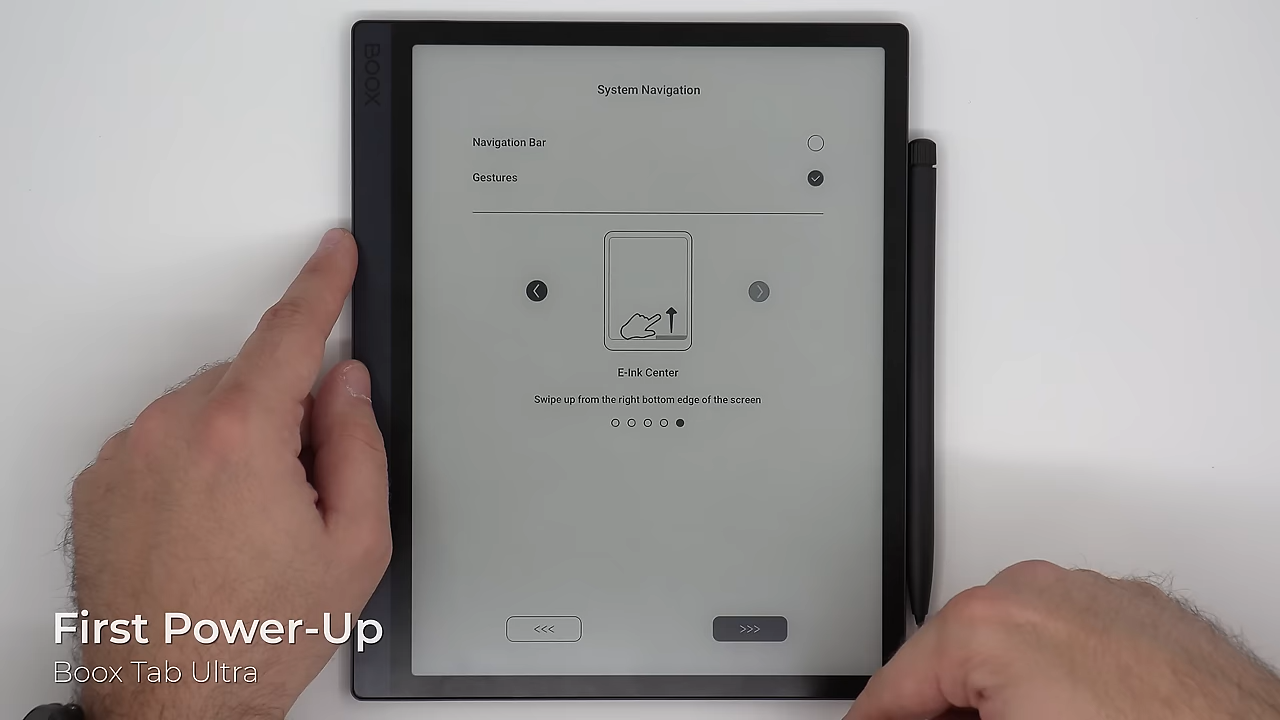 BOOX
System Navigation
Navigation Bar
Gestures
E-Ink Center
Swipe up from the right bottom edge of the screen
<<<
>>>
First Power-Up
Boox Tab Ultra